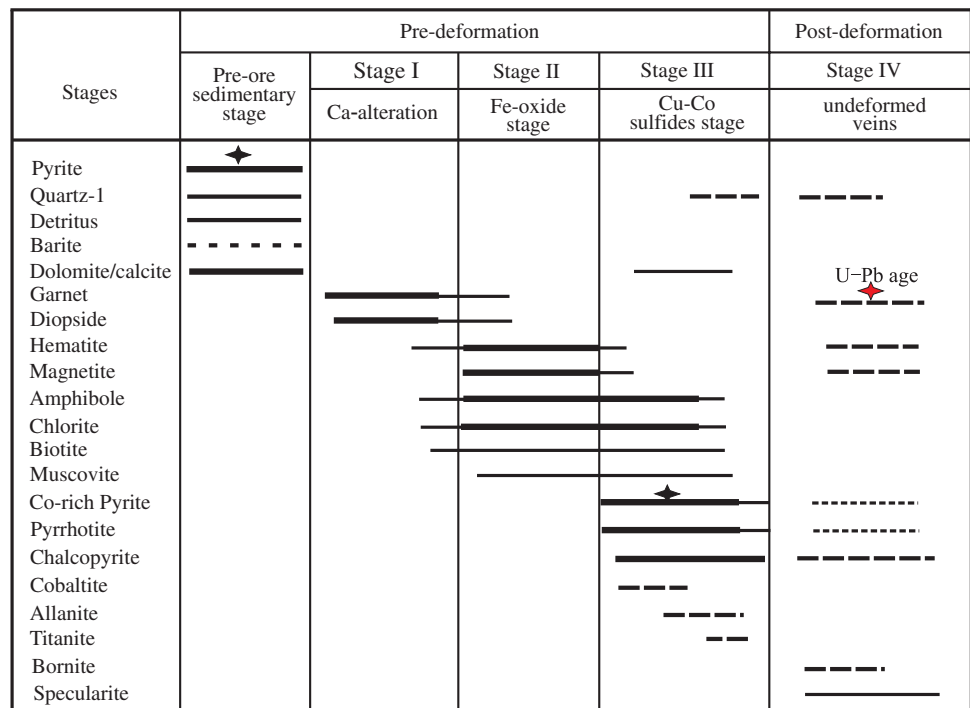 Stages
Pre-deformation
Post-deformation
Pre-ore
sedimentary
stage
Stage I
Stage II
Stage III
Stage IV
Ca-alteration
Fe-oxide
stage
Cu-Co
sulfides stage
undeformed
veins
Pyrite
Quartz-1
Detritus
Barite
Dolomite/calcite
U-Pb age
Garnet
Diopside
Hematite
Magnetite
Amphibole
Chlorite
Biotite
Muscovite
Co-rich Pyrite
Pyrrhotite
Chalcopyrite
Cobaltite
Allanite
Titanite
Bornite
Specularite